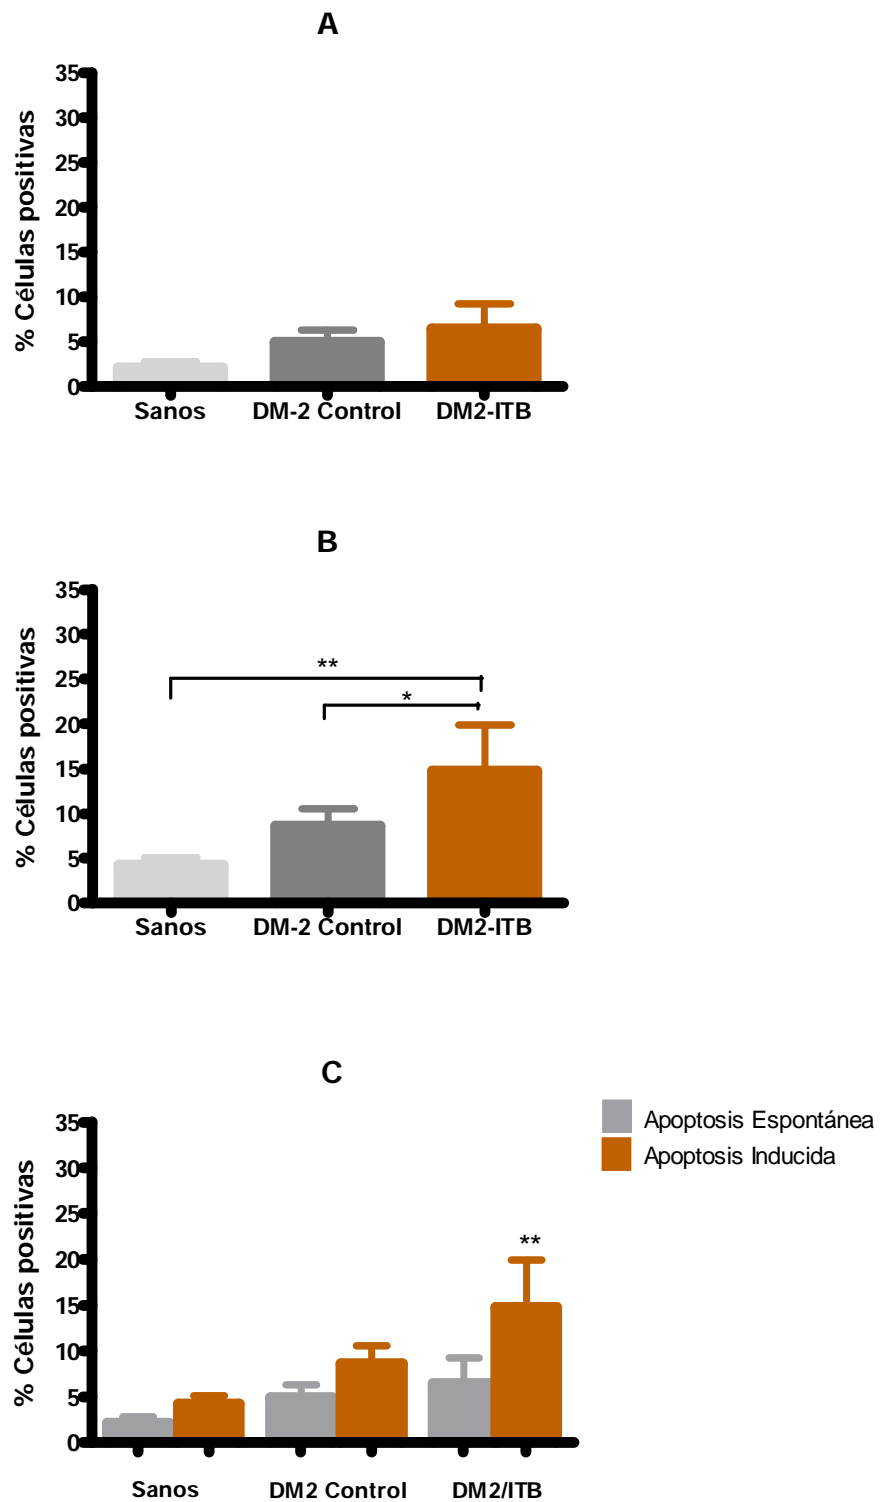 A
% Células positivas
35
30
25
20
15
10
5
0
Sanos DM-2 Control DM2-ITB
B
% Células positivas
35
30
25
20
15
10
5
0
**
*
Sanos DM-2 Control DM2-ITB
C
% Células positivas
35
30
25
20
15
10
5
0
**
Apoptosis Espontánea
Apoptosis Inducida
Sanos DM2 Control DM2/ITB